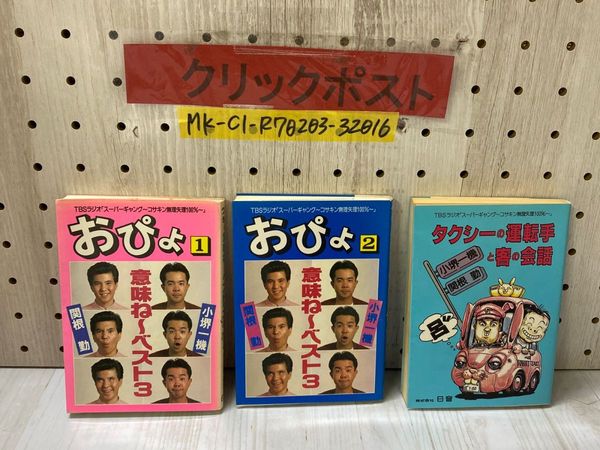 クリックポスト
MK-CI-R70203-32016
TBSラジオ「スーパーギャング〜コサキン無理矢理100%〜」
おぴょ 1
意味ね〜ベスト3
関根 勤
小堺一機
TBSラジオ「スーパーギャング〜コサキン無理矢理100%〜」
おぴょ 2
意味ね〜ベスト3
関根 勤
小堺一機
TBSラジオ「スーパーギャング〜コサキン無理矢理102%〜」
タクシーの運転手
と客の会話
小堺一機
関根 勤
株式会社 日音